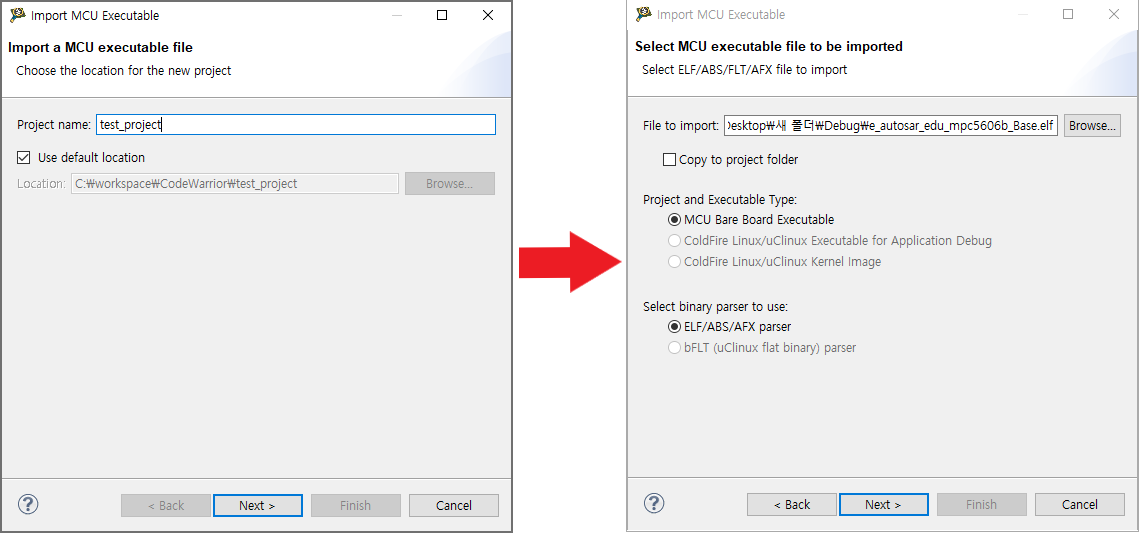 Import MCU Executable
Import a MCU executable file
Choose the location for the new project
Project name: test_project
Use default location
Location: C:₩workspace₩CodeWarrior₩test_project Browse...
< Back Next > Finish Cancel
Import MCU Executable
Select MCU executable file to be imported
Select ELF/ABS/FLT/AFX file to import
File to import: Desktop₩새 폴더₩Debug₩e_autosar_edu_mpc5606b_Base.elf Browse...
Copy to project folder
Project and Executable Type:
MCU Bare Board Executable
ColdFire Linux/uClinux Executable for Application Debug
ColdFire Linux/uClinux Kernel Image
Select binary parser to use:
ELF/ABS/AFX parser
bFLT (uClinux flat binary) parser
< Back Next > Finish Cancel